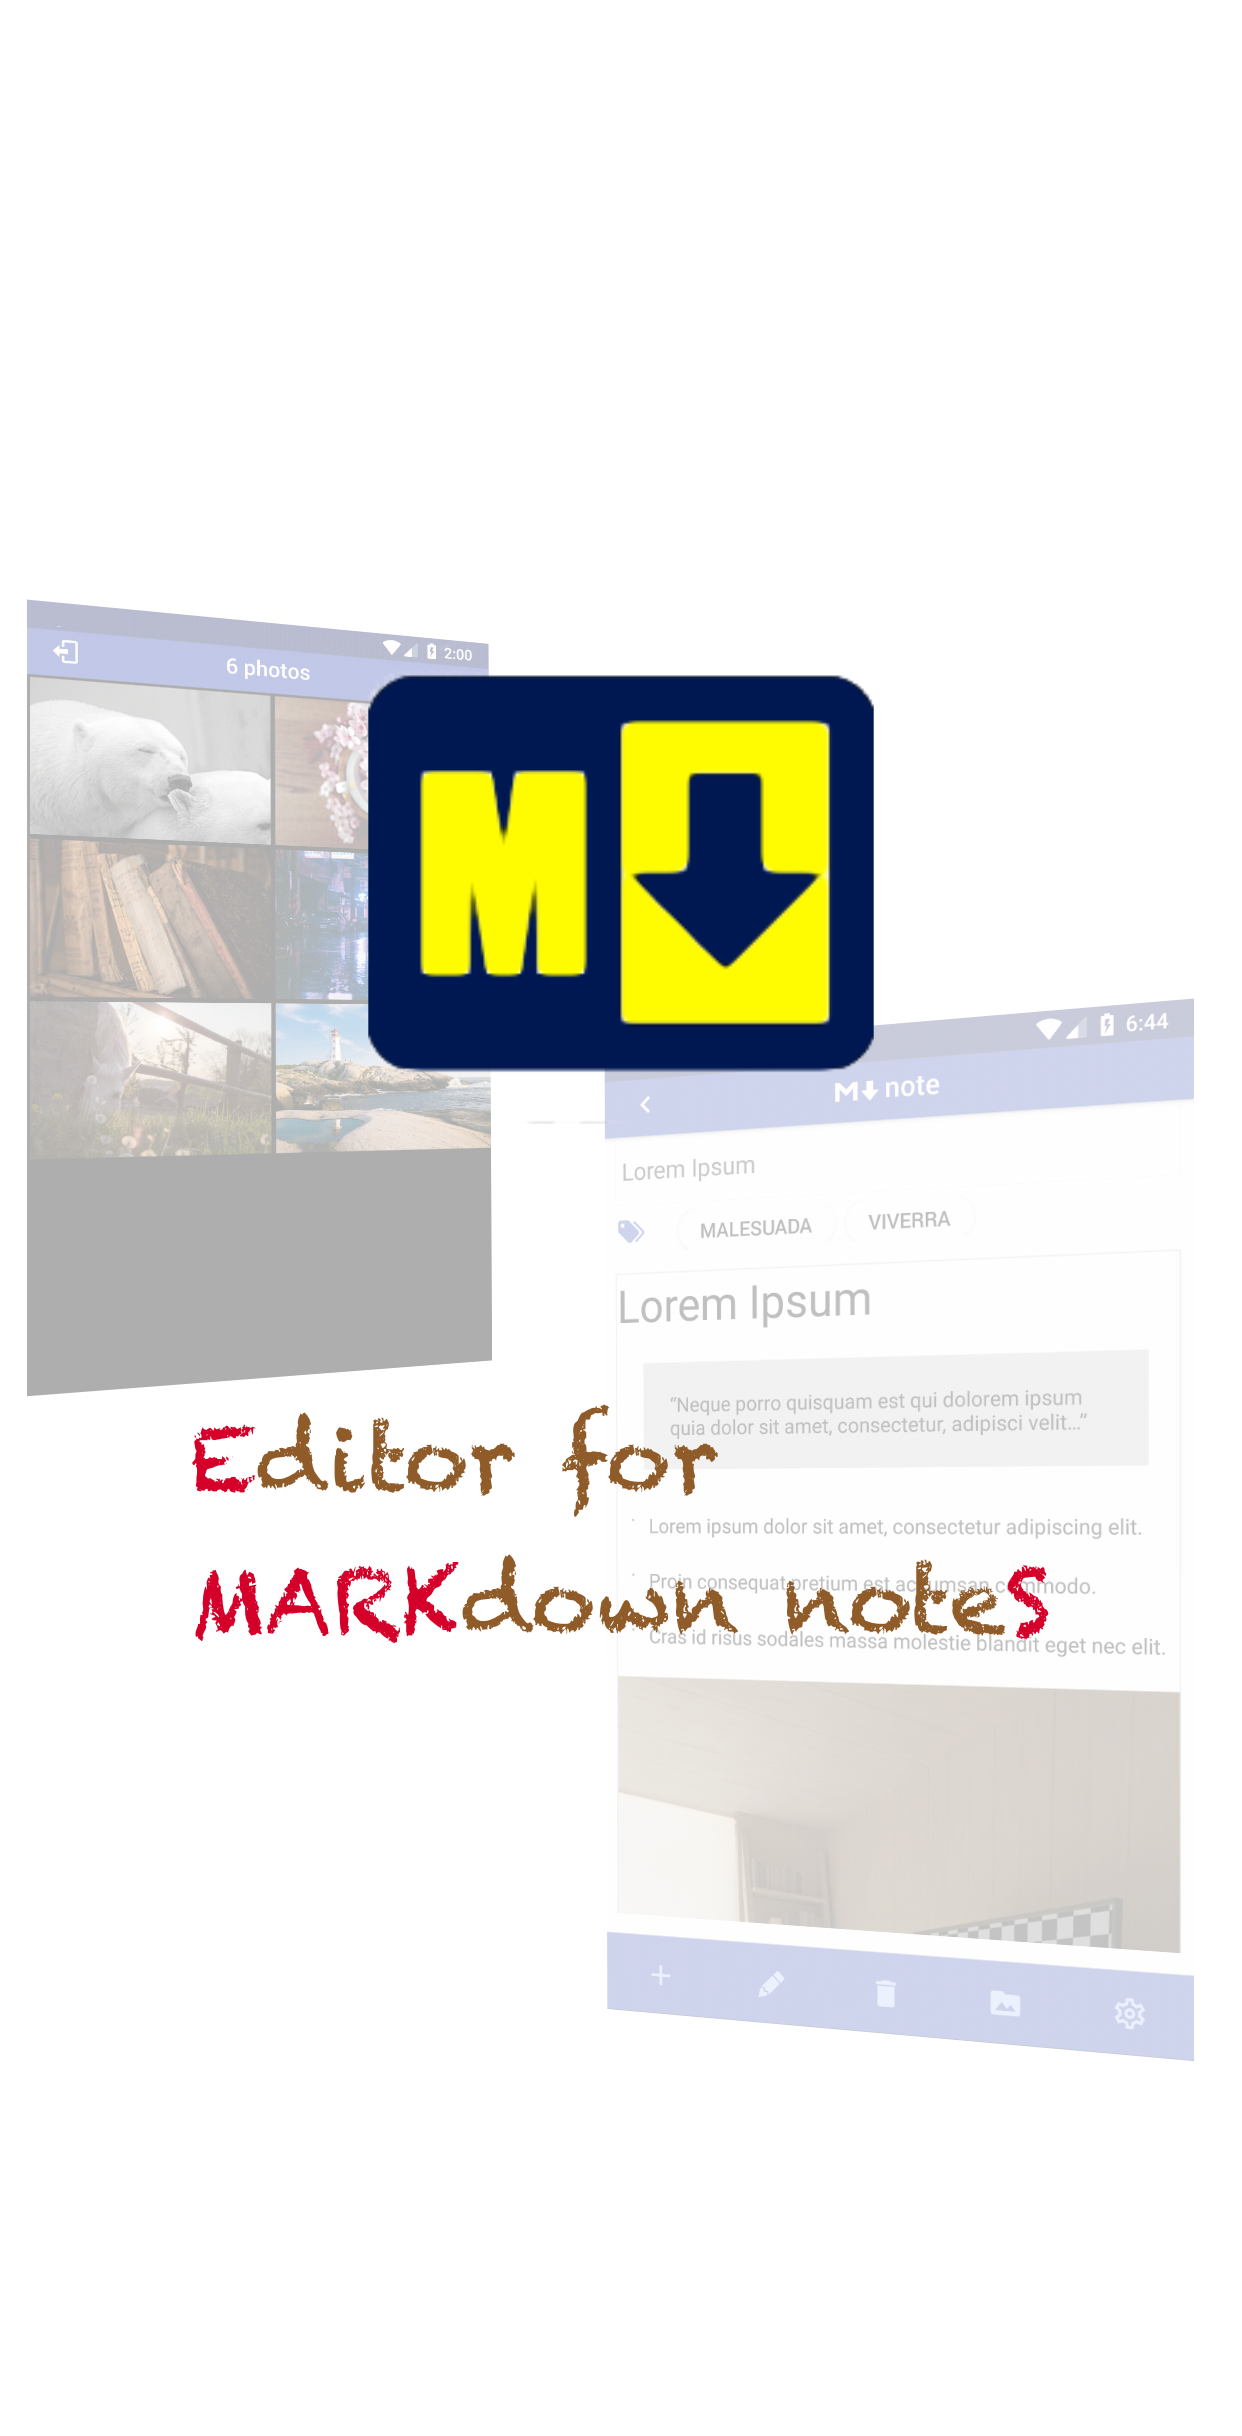 2:00
6 photos
M
6:44
M note
Lorem Ipsum
MALESUADA VIVERRA
Lorem Ipsum
“Neque porro quisquam est qui dolorem ipsum
quia dolor sit amet, consectetur, adipisci velit...”
Editor for
Lorem ipsum dolor sit amet, consectetur adipiscing elit.
Proin consequat pretium est accumsan commodo.
MARKdown noteS
Cras id risus sodales massa molestie blandit eget nec elit.